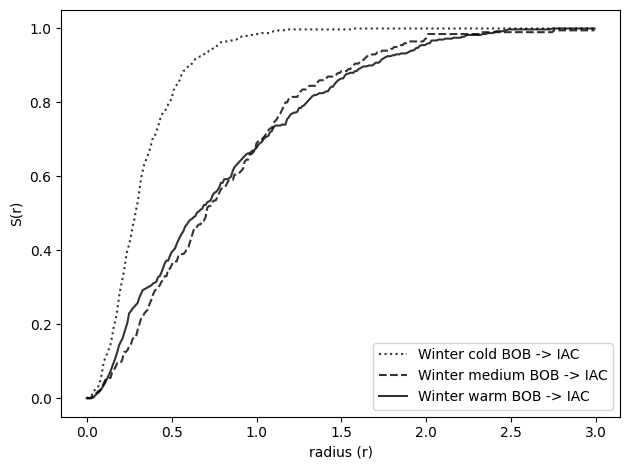 1.0
0.8
0.6
0.4
0.2
0.0
S(r)
Winter cold BOB -> IAC
Winter medium BOB -> IAC
Winter warm BOB -> IAC
0.0 0.5 1.0 1.5 2.0 2.5 3.0
radius (r)